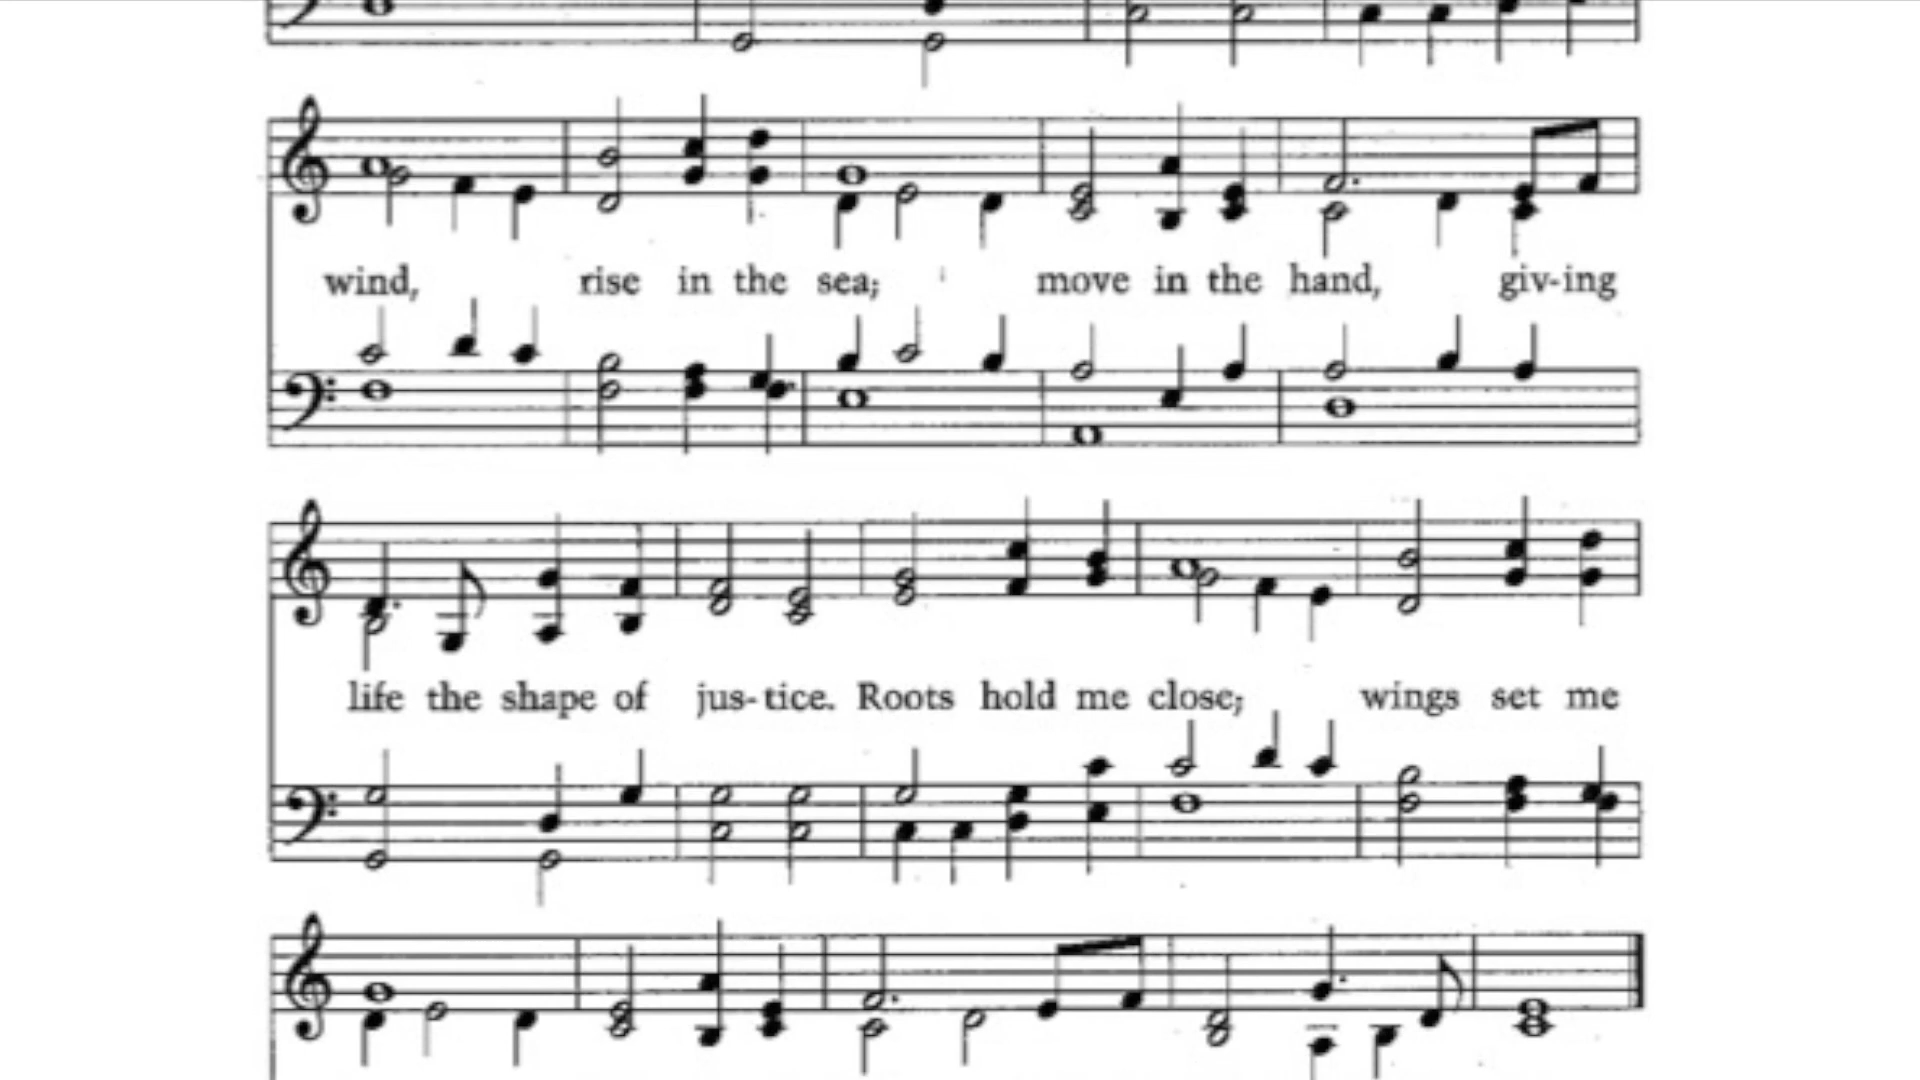 wind, rise in the sea; move in the hand, giv-ing
life the shape of jus-tice. Roots hold me close; wings set me